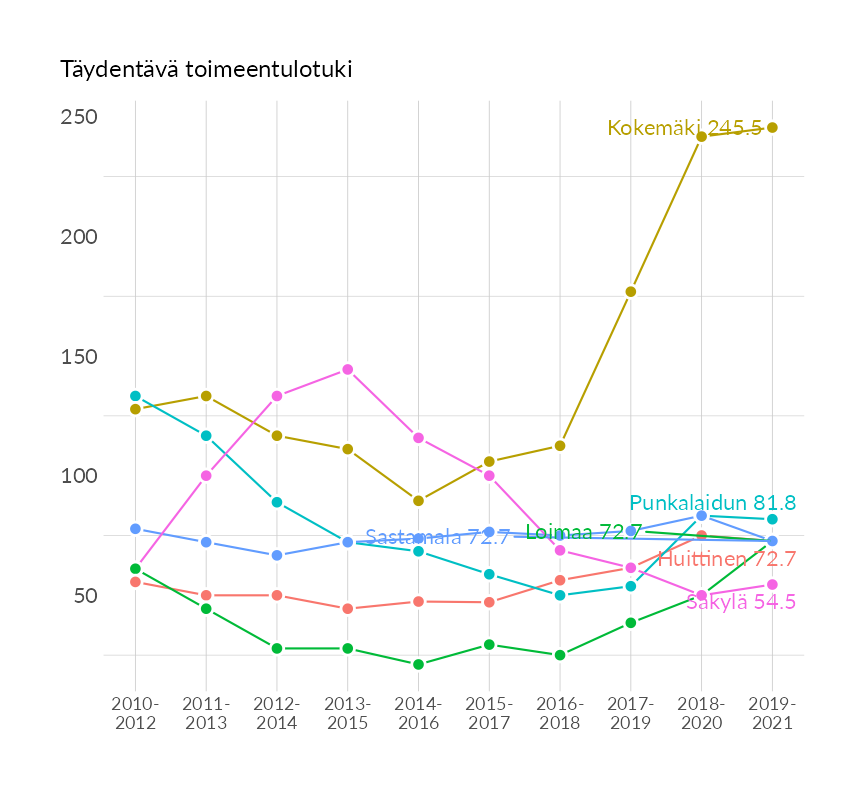 Täydentävä toimeentulotuki
250
Kokemäki 245.5
200
150
100
Punkalaidun 81.8
Sastamala 72.7
Loimaa 72.7
Huittinen 72.7
50
Säkylä 54.5
2010- 2011- 2012- 2013- 2014- 2015- 2016- 2017- 2018- 2019-
2012 2013 2014 2015 2016 2017 2018 2019 2020 2021